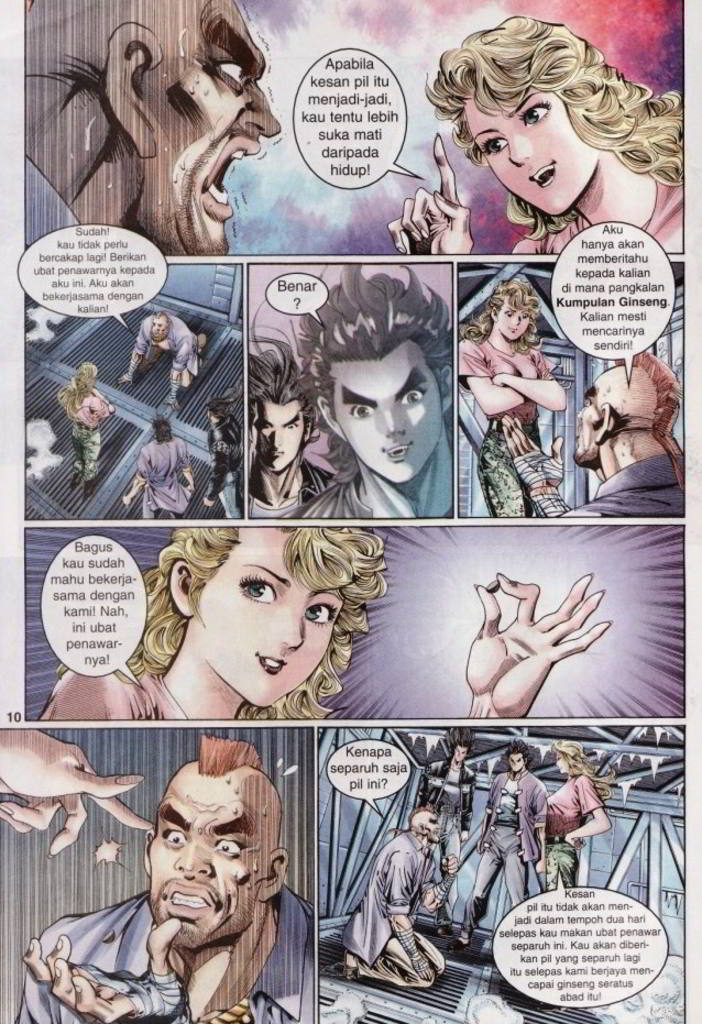 Apabila
kesan pil itu
menjadi-jadi,
kau tentu lebih
suka mati
daripada
hidup!
Sudah!
kau tidak perlu
bercakap lagi! Berikan
ubat penawarnya kepada
aku ini. Aku akan
bekerjasama dengan
kalian!
Benar
?
Aku
hanya akan
memberitahu
kepada kalian
di mana pangkalan
Kumpulan Ginseng.
Kalian mesti
mencarinya
sendiri!
Bagus
kau sudah
mahu bekerja-
sama dengan
kami! Nah,
ini ubat
penawar-
nya!
10
Kenapa
separuh saja
pil ini?
Kesan
pil itu tidak akan men-
jadi dalam tempoh dua hari
selepas kau makan ubat penawar
separuh ini. Kau akan diberi-
kan pil yang separuh lagi
itu selepas kami berjaya men-
capai ginseng seratus
abad itu!